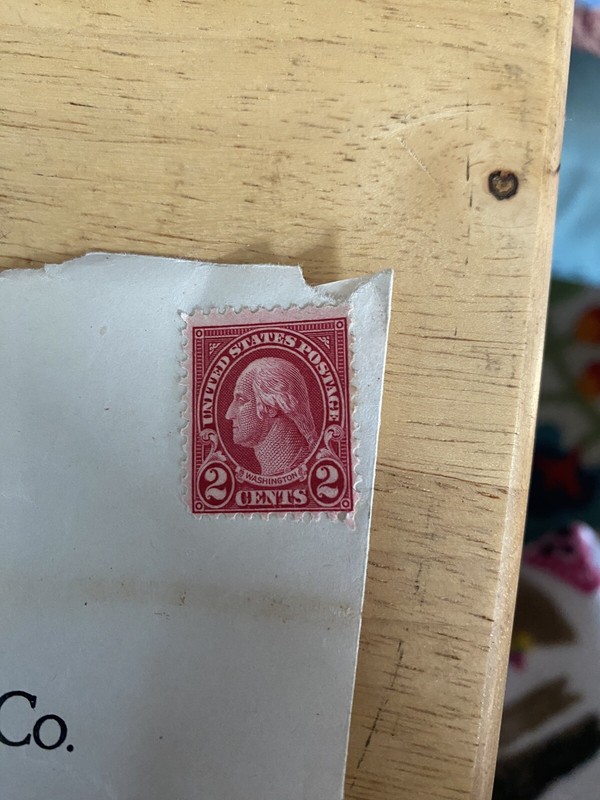 UNITED STATES POSTAGE
WASHINGTON
2 CENTS 2
Co.